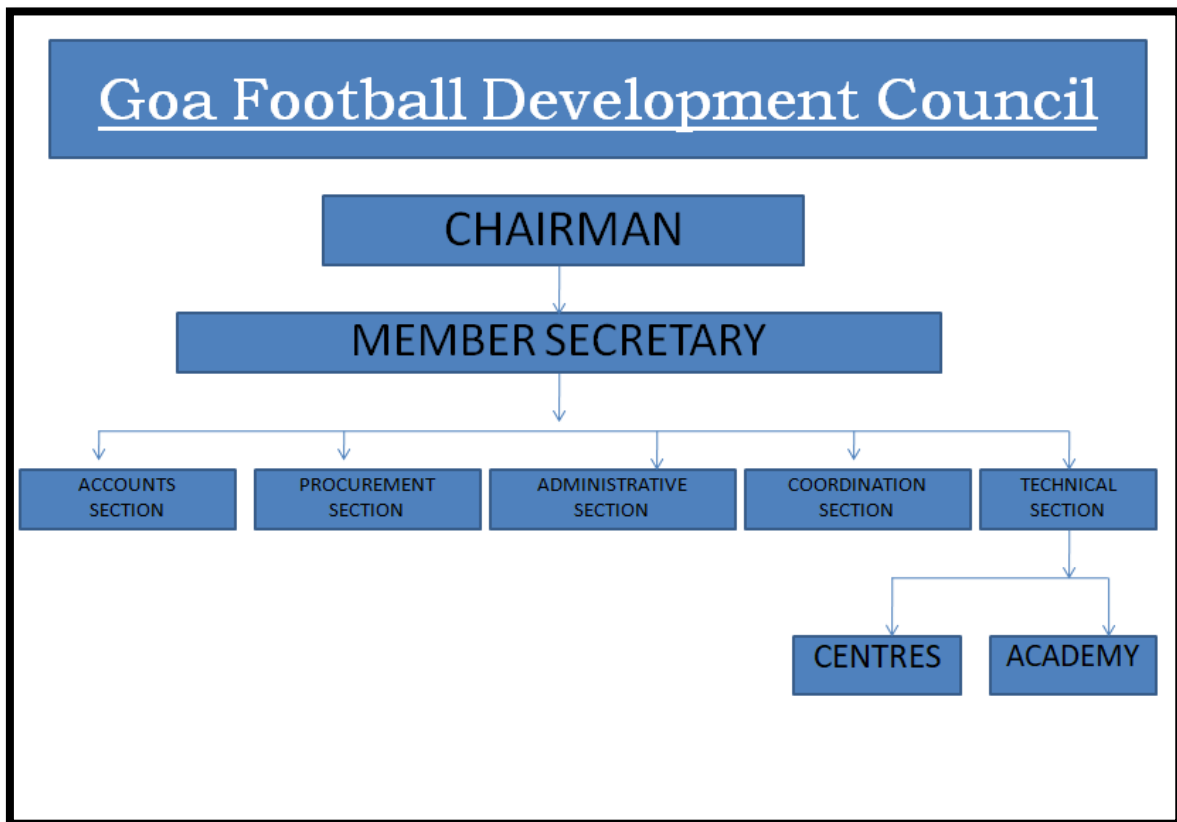 Goa Football Development Council
CHAIRMAN
MEMBER SECRETARY
ACCOUNTS
SECTION
PROCUREMENT
SECTION
ADMINISTRATIVE
SECTION
COORDINATION
SECTION
TECHNICAL
SECTION
CENTRES
ACADEMY